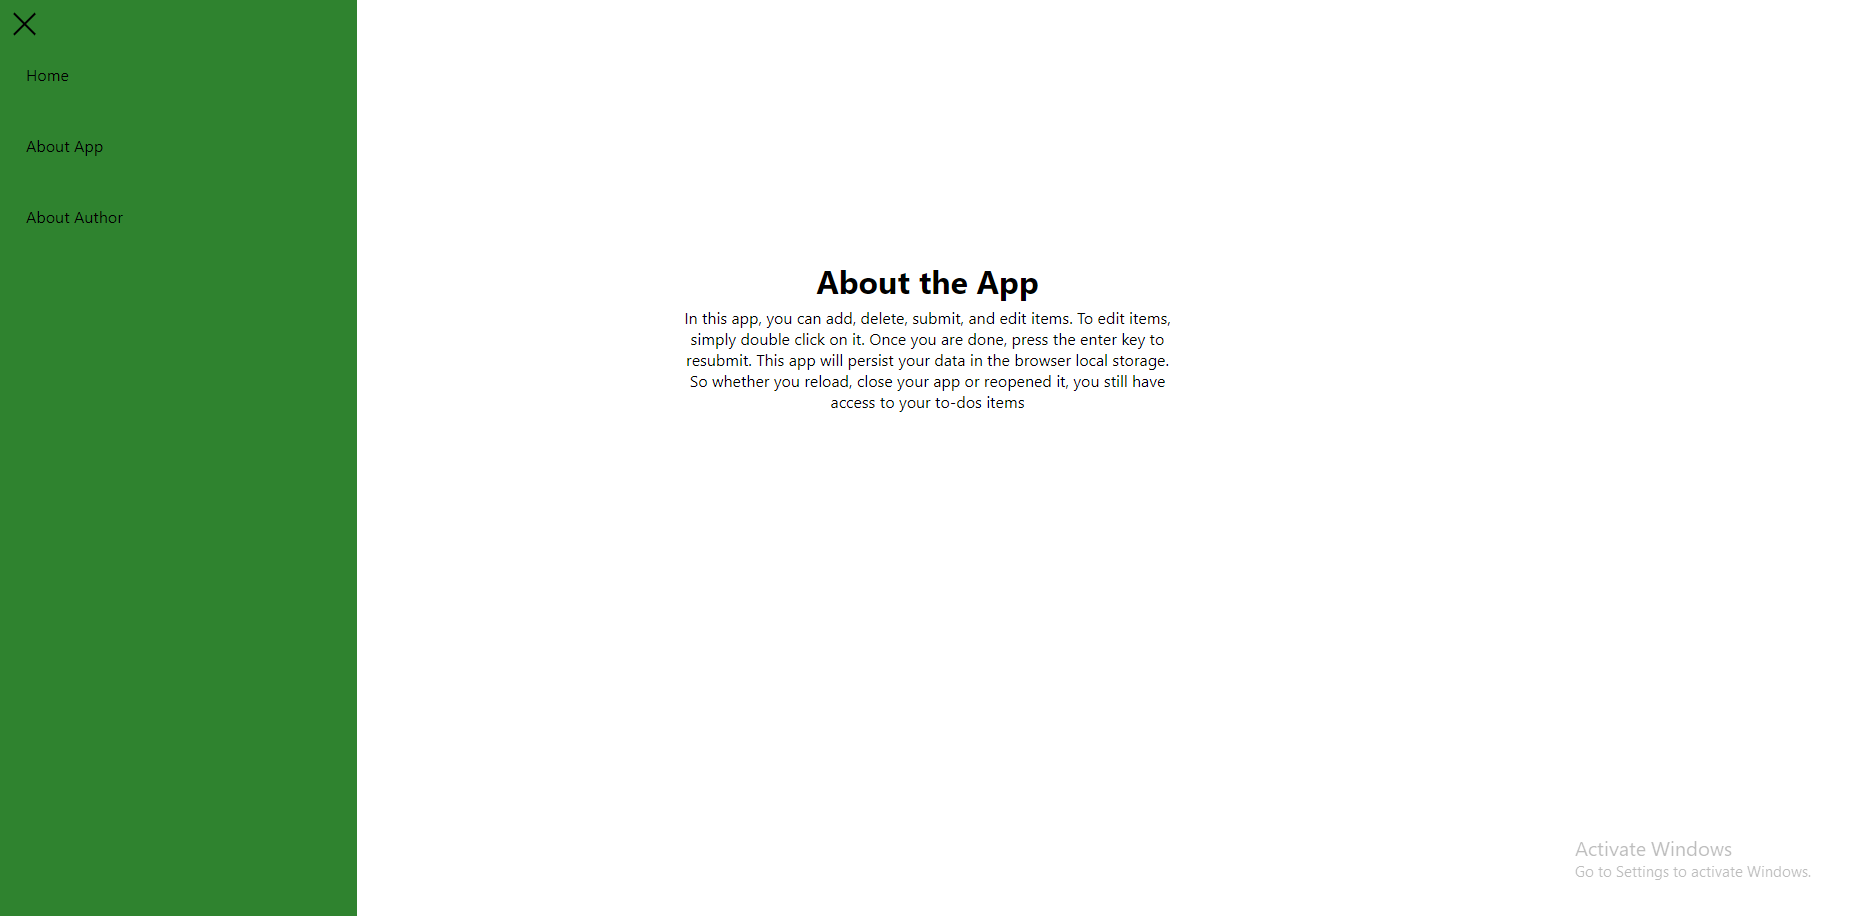 Home
About App
About Author
About the App
In this app, you can add, delete, submit, and edit items. To edit items,
simply double click on it. Once you are done, press the enter key to
resubmit. This app will persist your data in the browser local storage.
So whether you reload, close your app or reopened it, you still have
access to your to-dos items
Activate Windows
Go to Settings to activate Windows.